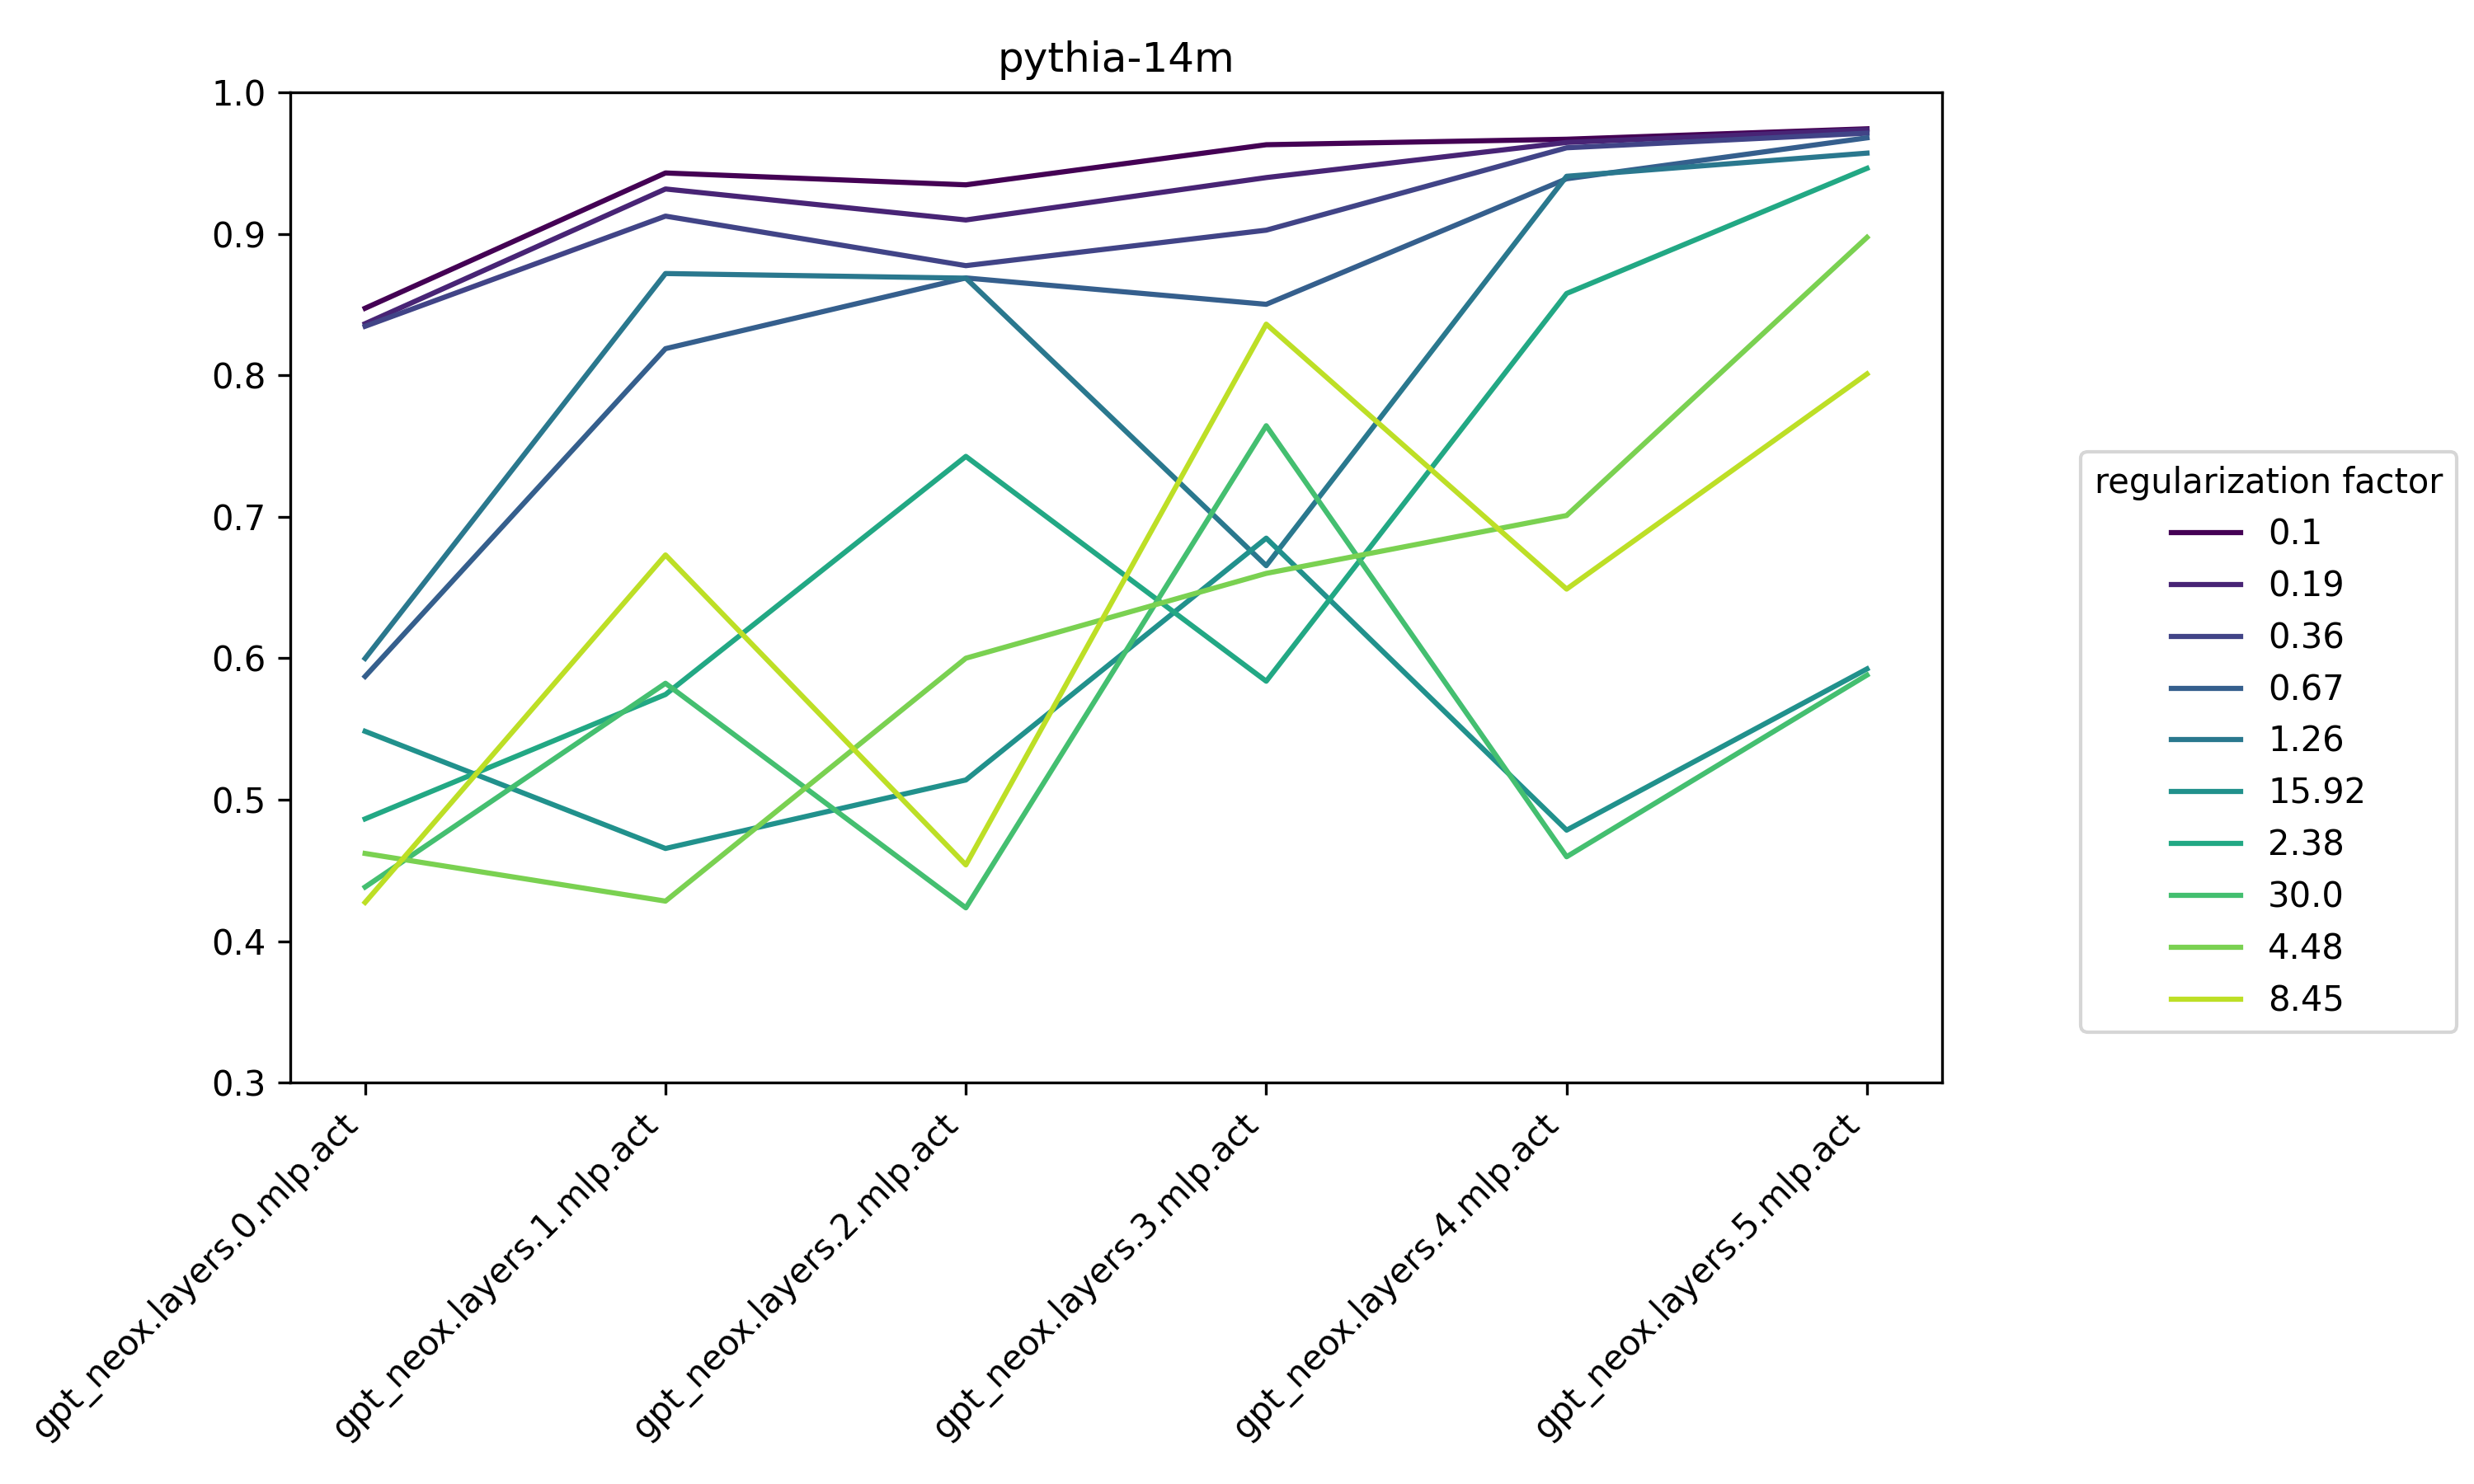 pythia-14m
1.0
0.9
0.8
0.7
0.6
0.5
0.4
0.3
gpt_neox.layers.0.mlp.act
gpt_neox.layers.1.mlp.act
gpt_neox.layers.2.mlp.act
gpt_neox.layers.3.mlp.act
gpt_neox.layers.4.mlp.act
gpt_neox.layers.5.mlp.act
regularization factor
0.1
0.19
0.36
0.67
1.26
15.92
2.38
30.0
4.48
8.45